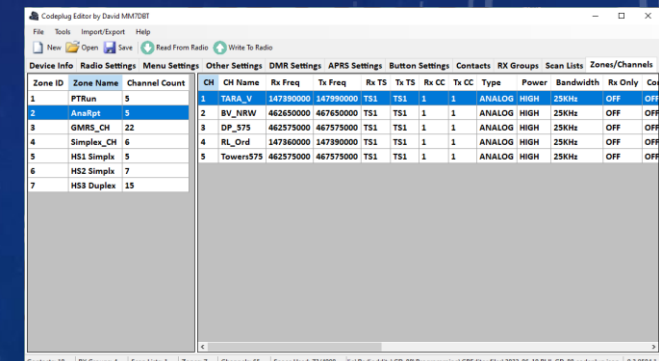 Codeplug Editor by David MM7DBT
File Tools Import/Export Help
New Open Save Read From Radio Write To Radio
Device Info Radio Settings Menu Settings Other Settings DMR Settings APRS Settings Button Settings Contacts RX Groups Scan Lists Zones/Channels
Zone ID Zone Name Channel Count
1 PTRun 5
2 AnaRpt 5
3 GMRS_CH 22
4 Simplex_CH 6
5 HS1 Simplx 5
6 HS2 Simplx 7
7 HS3 Duplex 15
CH CH Name Rx Freq Tx Freq Rx TS Tx TS Rx CC Tx CC Type Power Bandwidth Rx Only
1 TARA_V 147390000 147990000 TS1 TS1 1 1 ANALOG HIGH 25KHz OFF OFF
2 BV_NRW 462650000 467650000 TS1 TS1 1 1 ANALOG HIGH 25KHz OFF OFF
3 DP_575 462575000 467575000 TS1 TS1 1 1 ANALOG HIGH 25KHz OFF OFF
4 RL_Ord 147360000 147390000 TS1 TS1 1 1 ANALOG HIGH 25KHz OFF OFF
5 Towers575 462575000 467575000 TS1 TS1 1 1 ANALOG HIGH 25KHz OFF OFF